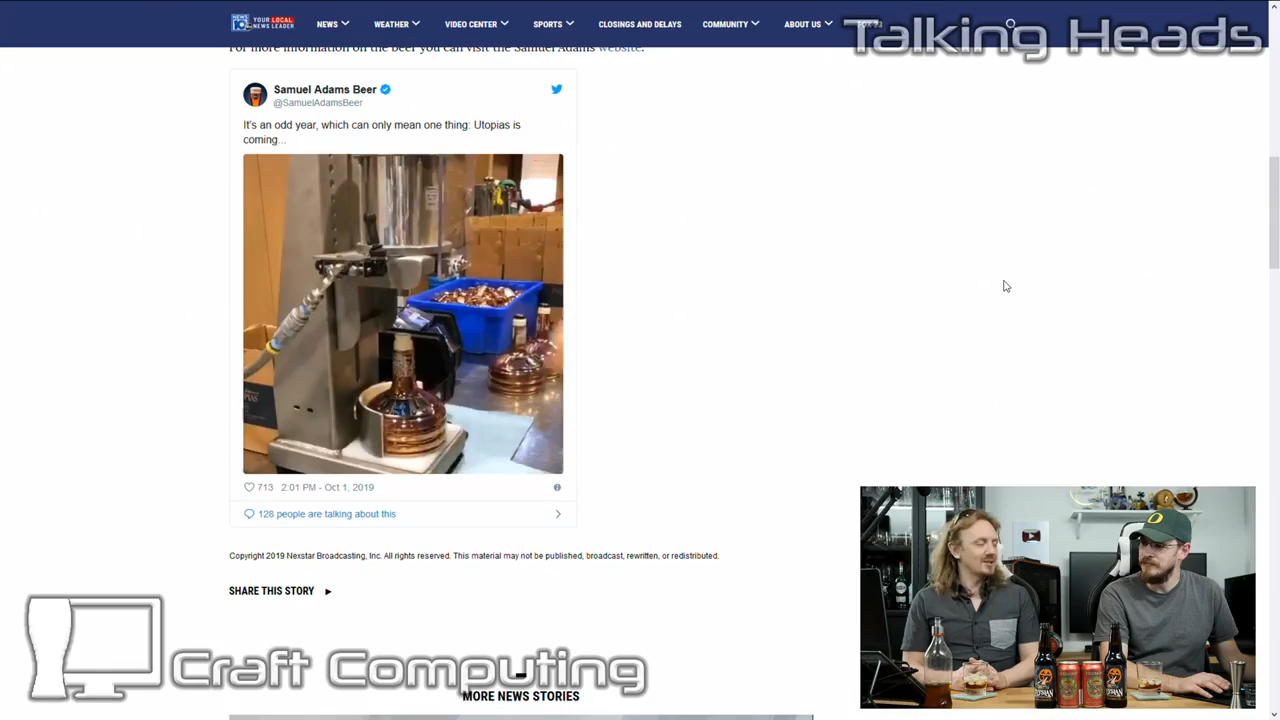 YOUR LOCAL
NEWS LEADER
NEWS WEATHER VIDEO CENTER SPORTS CLOSINGS AND DELAYS COMMUNITY ABOUT US
Talking Heads
For more information on the beer you can visit the Samuel Adams website.
Samuel Adams Beer
@SamuelAdamsBeer
It's an odd year, which can only mean one thing: Utopias is
coming...
713 2:01 PM - Oct 1, 2019
128 people are talking about this
Copyright 2019 Nexstar Broadcasting, Inc. All rights reserved. This material may not be published, broadcast, rewritten, or redistributed.
SHARE THIS STORY
Craft Computing
MORE NEWS STORIES